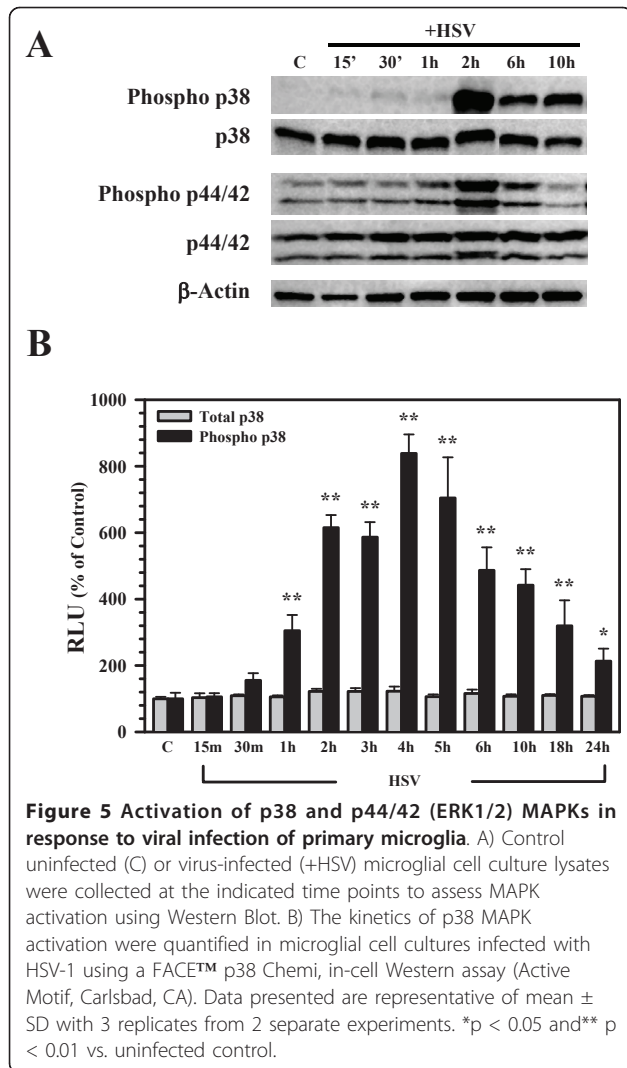 A
+HSV
C 15’ 30’ 1h 2h 6h 10h
Phospho p38
p38
Phospho p44/42
p44/42
β-Actin
B
1000
800
600
400
200
0
RLU (% of Control)
Total p38
Phospho p38
** ** ** ** ** ** ** ** *
C 15m 30m 1h 2h 3h 4h 5h 6h 10h 18h 24h
HSV
Figure 5 Activation of p38 and p44/42 (ERK1/2) MAPKs in
response to viral infection of primary microglia. A) Control
uninfected (C) or virus-infected (+HSV) microglial cell culture lysates
were collected at the indicated time points to assess MAPK
activation using Western Blot. B) The kinetics of p38 MAPK
activation were quantified in microglial cell cultures infected with
HSV-1 using a FACE™ p38 Chemi, in-cell Western assay (Active
Motif, Carlsbad, CA). Data presented are representative of mean ±
SD with 3 replicates from 2 separate experiments. *p < 0.05 and** p
< 0.01 vs. uninfected control.